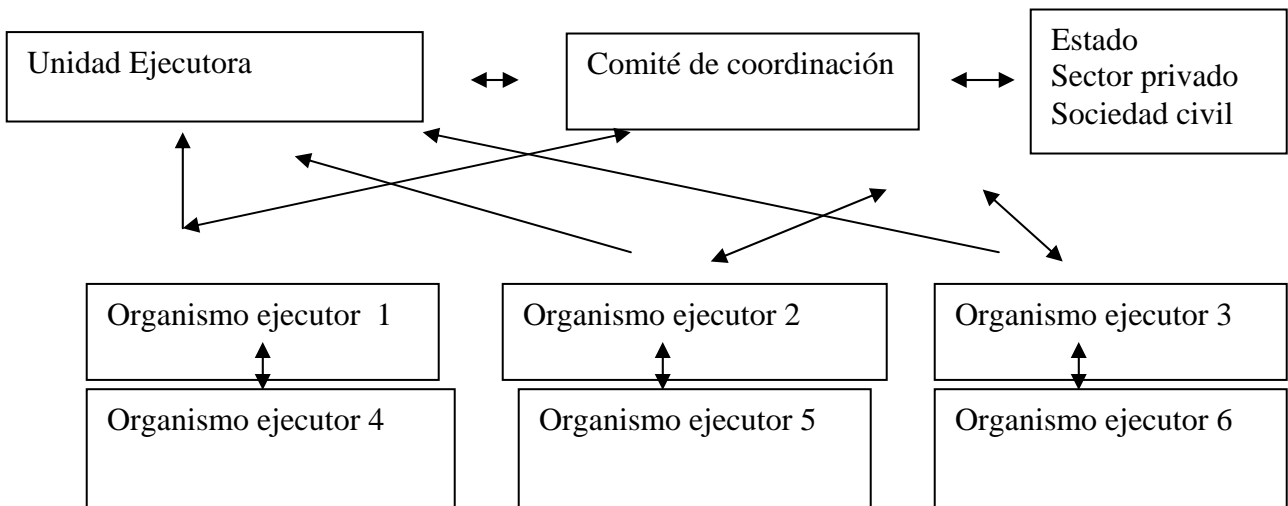 Unidad Ejecutora
Comité de coordinación
Estado
Sector privado
Sociedad civil
Organismo ejecutor  1
Organismo ejecutor 2
Organismo ejecutor 3
Organismo ejecutor 4
Organismo ejecutor 5
Organismo ejecutor 6